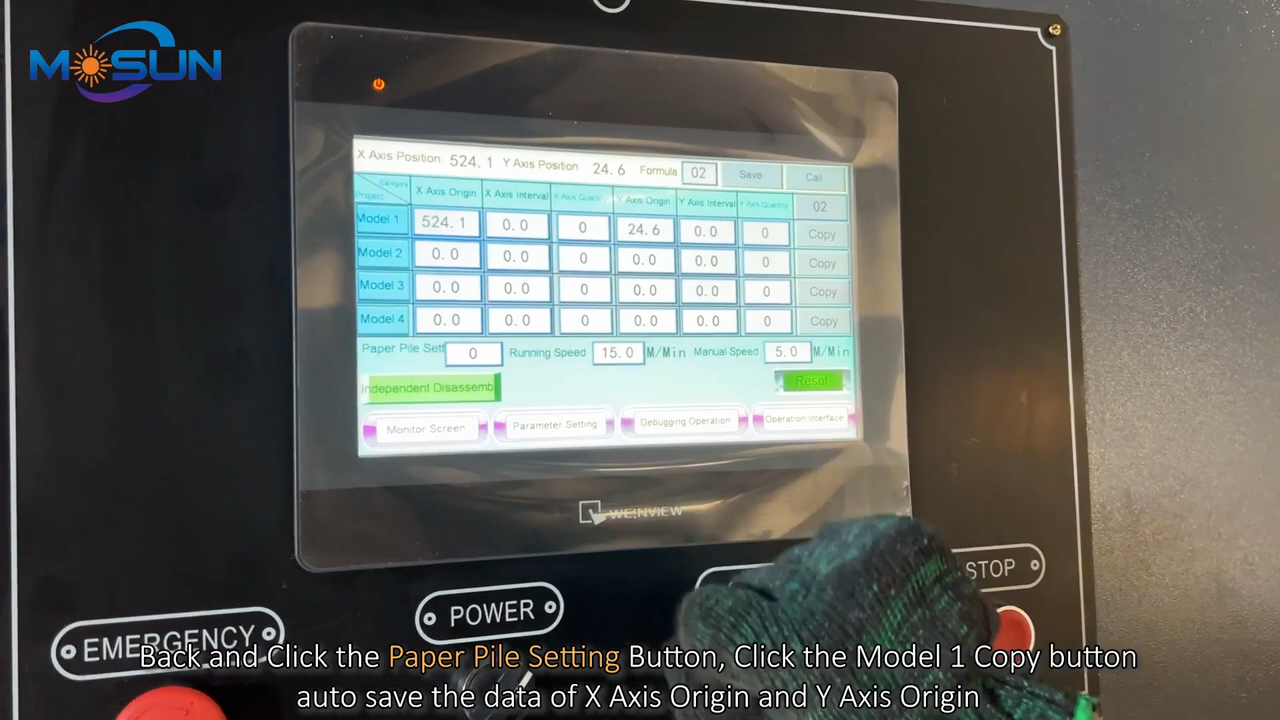 MOSUN
X Axis Position: 524.1 Y Axis Position 24.6 Formula 02 Save Call
Category
Project
X Axis Origin X Axis Interval X Axis Quantity Y Axis Origin Y Axis Interval Y Axis Quantity 02
Model 1 524.1 0.0 0 24.6 0.0 0 Copy
Model 2 0.0 0.0 0 0.0 0.0 0 Copy
Model 3 0.0 0.0 0 0.0 0.0 0 Copy
Model 4 0.0 0.0 0 0.0 0.0 0 Copy
Paper Pile Sett 0 Running Speed 15.0 M/Min Manual Speed 5.0 M/Min
Independent Disassemb Reset
Monitor Screen Parameter Setting Debugging Operation Operation Interface
WEINVIEW
EMERGENCY POWER STOP
Back and Click the Paper Pile Setting Button, Click the Model 1 Copy button
auto save the data of X Axis Origin and Y Axis Origin